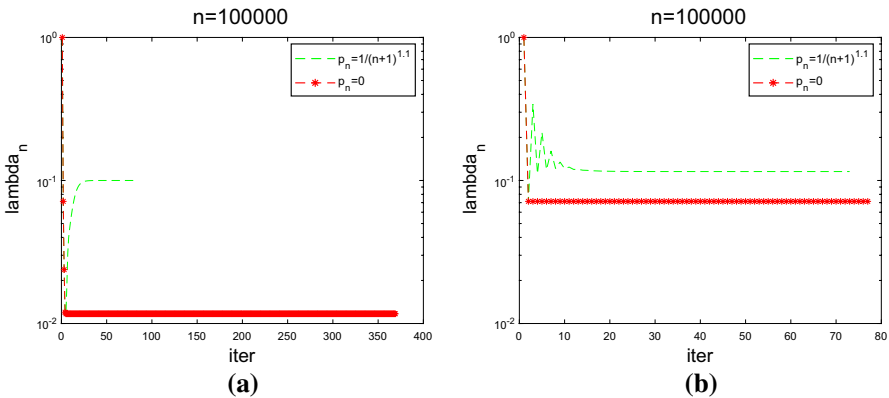 n=100000
10^0
10^-1
10^-2
lambda_n
p_n=1/(n+1)^1.1
p_n=0
0 50 100 150 200 250 300 350 400
iter
(a)
n=100000
10^0
10^-1
10^-2
lambda_n
p_n=1/(n+1)^1.1
p_n=0
0 10 20 30 40 50 60 70 80
iter
(b)